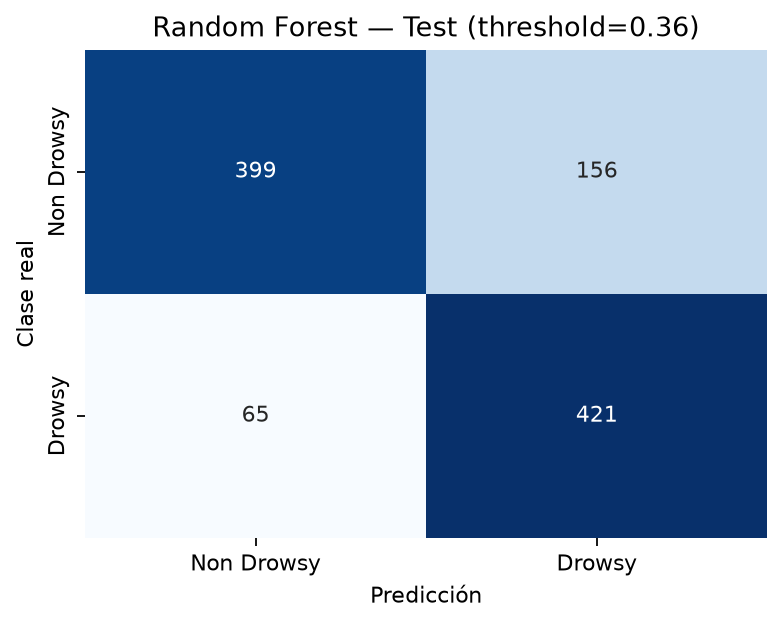 Random Forest — Test (threshold=0.36)
Clase real
Non Drowsy
399
156
Drowsy
65
421
Non Drowsy
Drowsy
Predicción